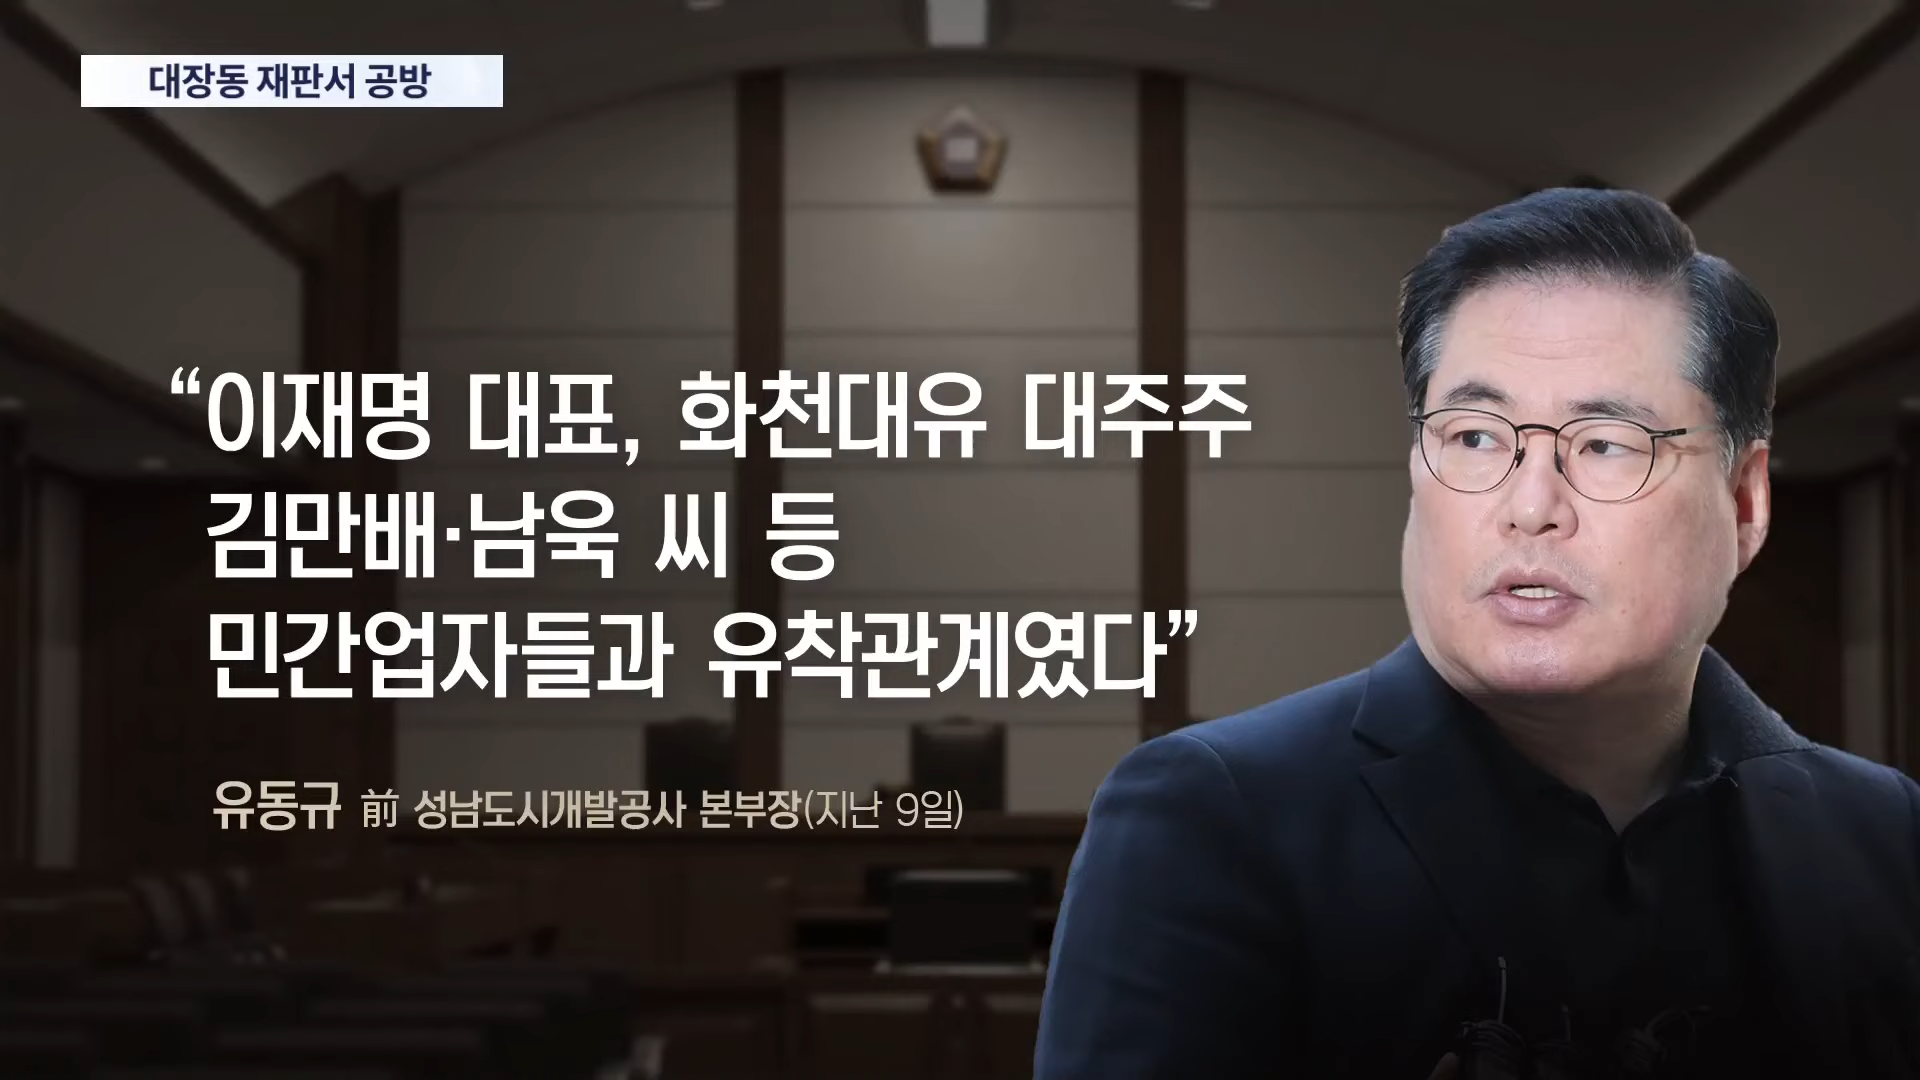 대장동 재판서 공방
“이재명 대표, 화천대유 대주주
김만배·남욱 씨 등
민간업자들과 유착관계였다”
유동규 前 성남도시개발공사 본부장(지난 9일)